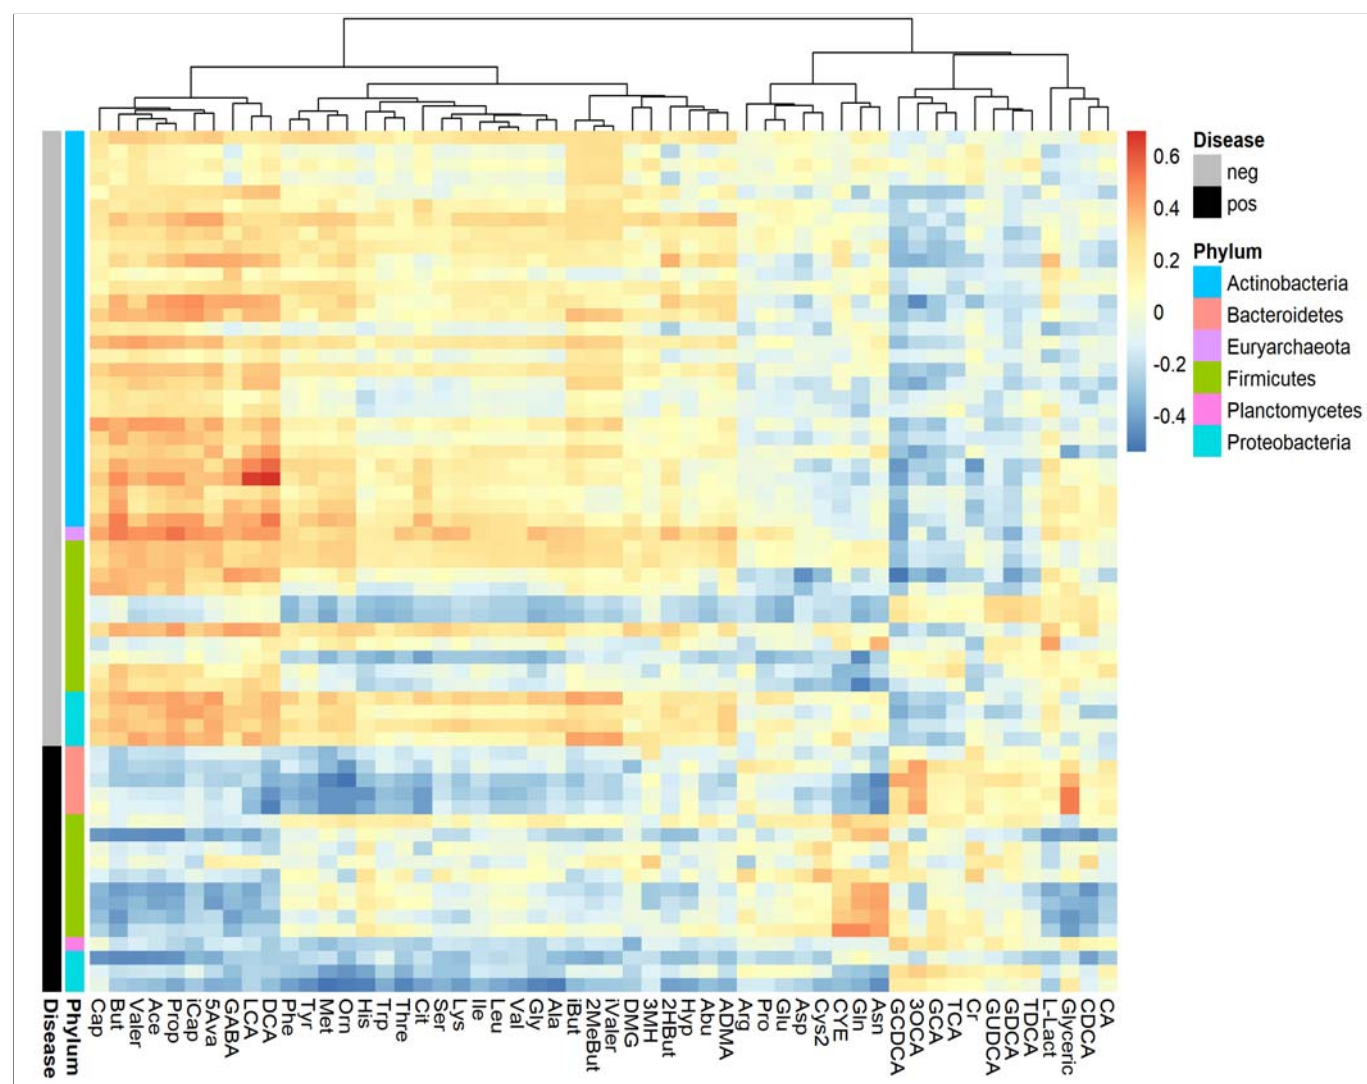 Disease
neg
pos
Phylum
Actinobacteria
Bacteroidetes
Euryarchaeota
Firmicutes
Planctomycetes
Proteobacteria
0.6
0.4
0.2
0
-0.2
-0.4
Disease
Phylum
Cap
But
Valer
Ace
Prop
iCap
5Ava
GABA
LCA
DCA
Phe
Tyr
Met
Orn
His
Trp
Thre
Cit
Ser
Lys
Ile
Leu
Val
Gly
Ala
iBut
2MeBut
iValer
DMG
3MH
2HBut
Hyp
Abu
ADMA
Arg
Pro
Glu
Asp
Cys2
CYE
Gln
Asn
GCDCA
3OCA
GCA
TCA
Cr
GUDCA
GDCA
TDCA
L-Lact
Glyceric
CDCA
CA